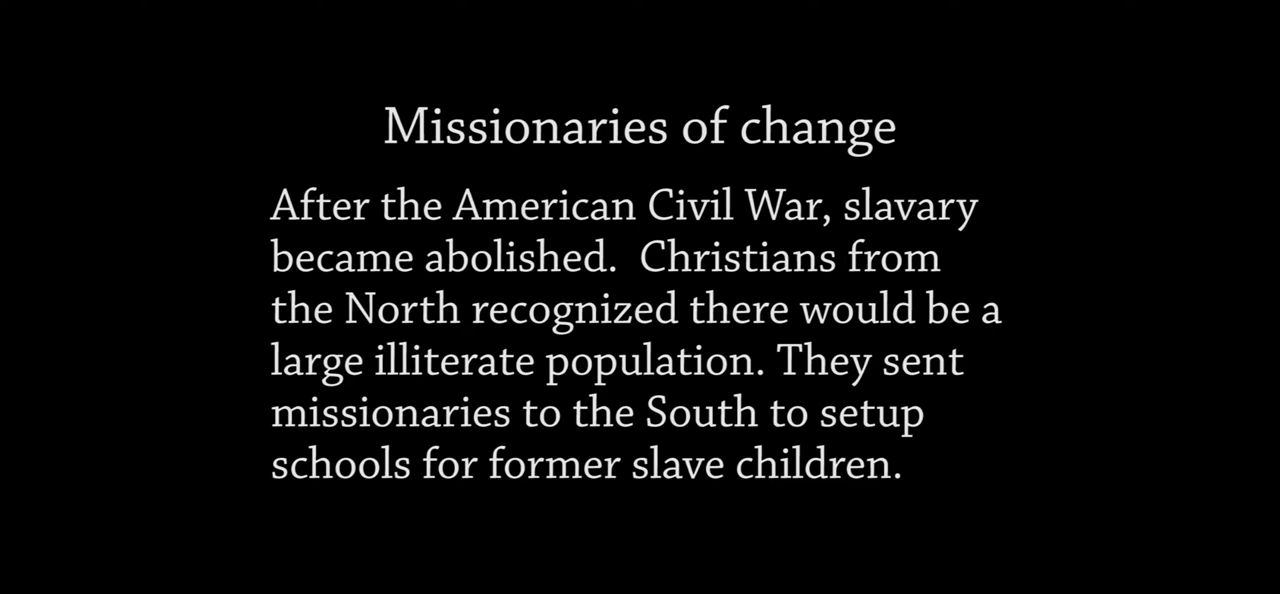 Missionaries of change
After the American Civil War, slavary
became abolished.  Christians from
the North recognized there would be a
large illiterate population. They sent
missionaries to the South to setup
schools for former slave children.